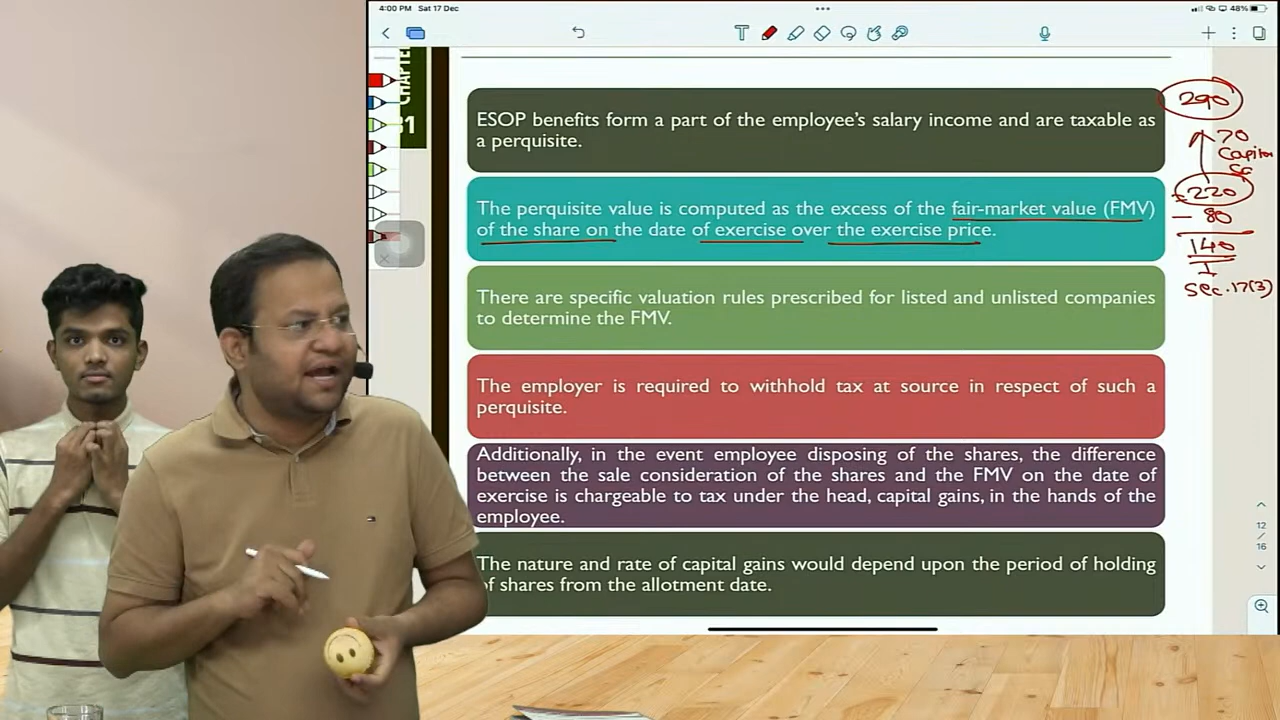 4:00 PM Sat 17 Dec
48%
CHAPTE
31
ESOP benefits form a part of the employee's salary income and are taxable as
a perquisite.
The perquisite value is computed as the excess of the fair-market value (FMV)
of the share on the date of exercise over the exercise price.
There are specific valuation rules prescribed for listed and unlisted companies
to determine the FMV.
The employer is required to withhold tax at source in respect of such a
perquisite.
Additionally, in the event employee disposing of the shares, the difference
between the sale consideration of the shares and the FMV on the date of
exercise is chargeable to tax under the head, capital gains, in the hands of the
employee.
The nature and rate of capital gains would depend upon the period of holding
of shares from the allotment date.
290
70
220
- 80
140
Sec. 17(3)
12
/
16